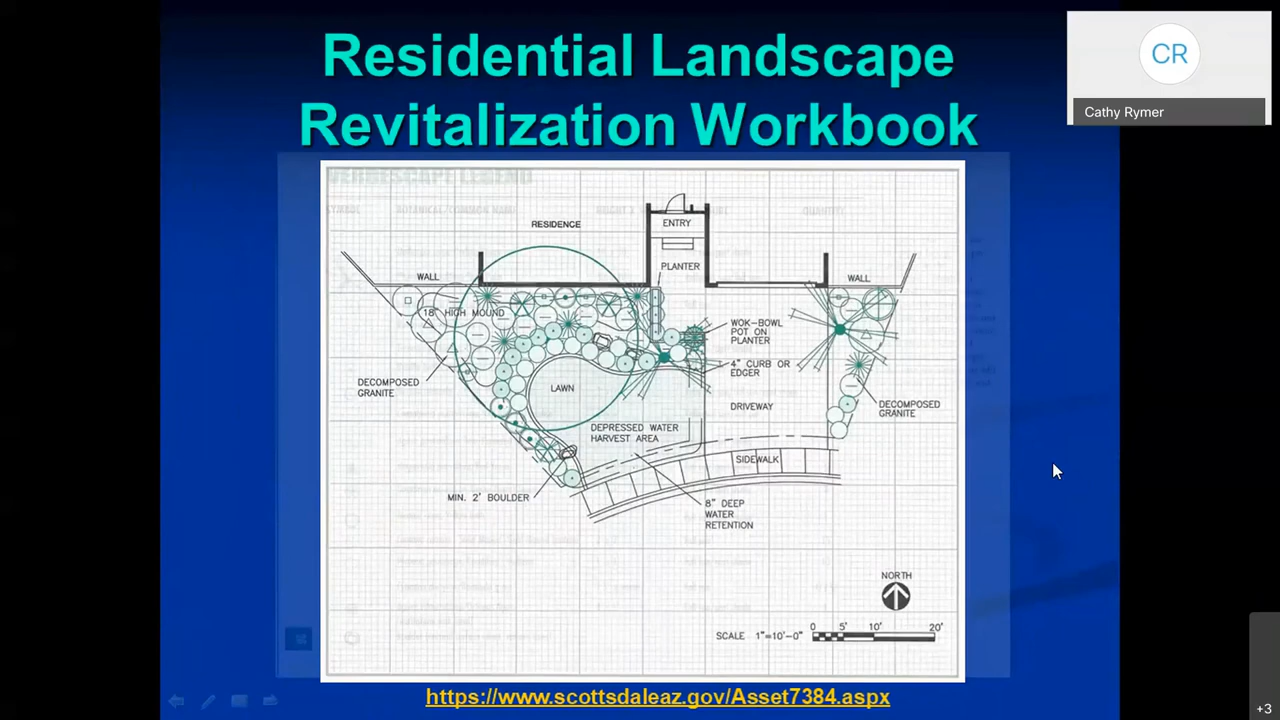 Residential Landscape
Revitalization Workbook
CR
Cathy Rymer
RESIDENCE
ENTRY
PLANTER
WALL
WALL
18" HIGH MOUND
WOK-BOWL
POT ON
PLANTER
4" CURB OR
EDGER
DECOMPOSED
GRANITE
LAWN
DRIVEWAY
DECOMPOSED
GRANITE
DEPRESSED WATER
HARVEST AREA
SIDEWALK
MIN. 2' BOULDER
8" DEEP
WATER
RETENTION
NORTH
SCALE 1"=10'-0"
0 5' 10' 20'
https://www.scottsdaleaz.gov/Asset7384.aspx
+3